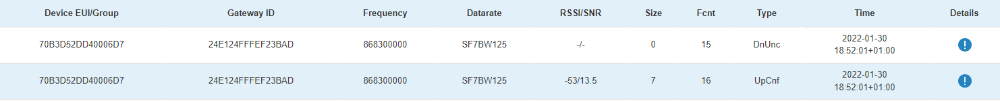 Device EUI/Group Gateway ID Frequency Datarate RSSI/SNR Size Fcnt Type Time Details
70B3D52DD40006D7 24E124FFFEF23BAD 868300000 SF7BW125 -/- 0 15 DnUnc 2022-01-30
18:52:01+01:00
70B3D52DD40006D7 24E124FFFEF23BAD 868300000 SF7BW125 -53/13.5 7 16 UpCnf 2022-01-30
18:52:01+01:00